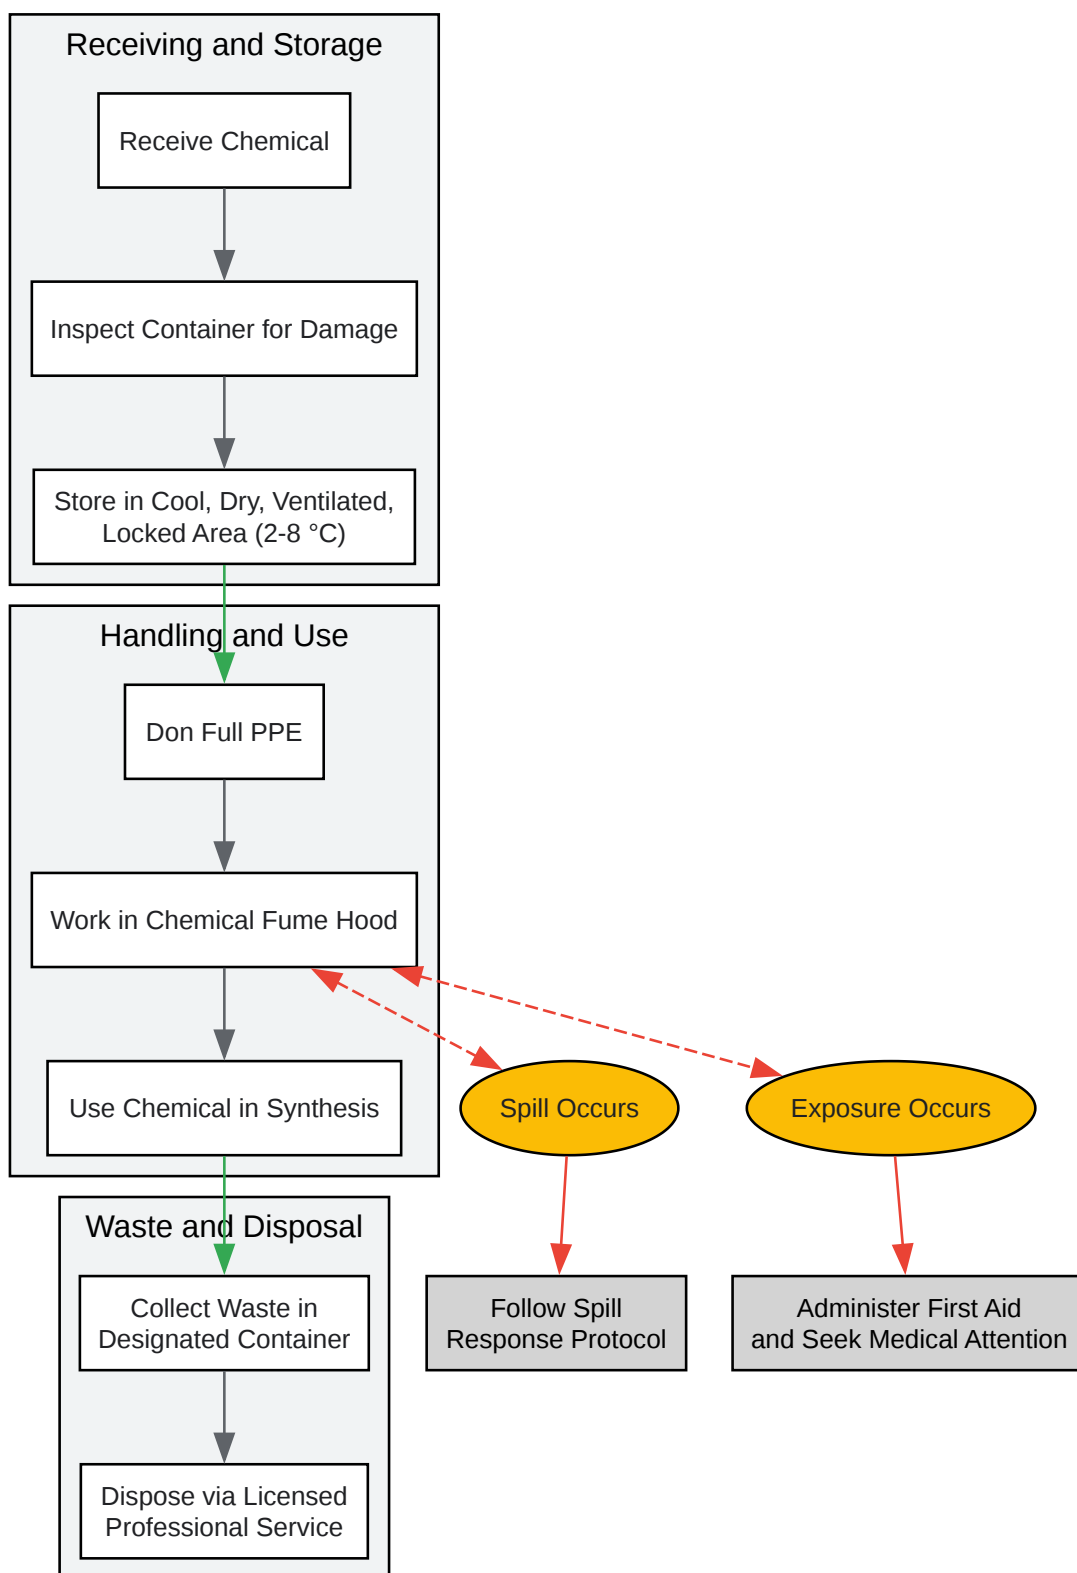 Receiving and Storage
Receive Chemical
Inspect Container for Damage
Store in Cool, Dry, Ventilated,
Locked Area (2-8 °C)
Handling and Use
Don Full PPE
Work in Chemical Fume Hood
Use Chemical in Synthesis
Spill Occurs
Exposure Occurs
Waste and Disposal
Collect Waste in
Designated Container
Follow Spill
Response Protocol
Administer First Aid
and Seek Medical Attention
Dispose via Licensed
Professional Service